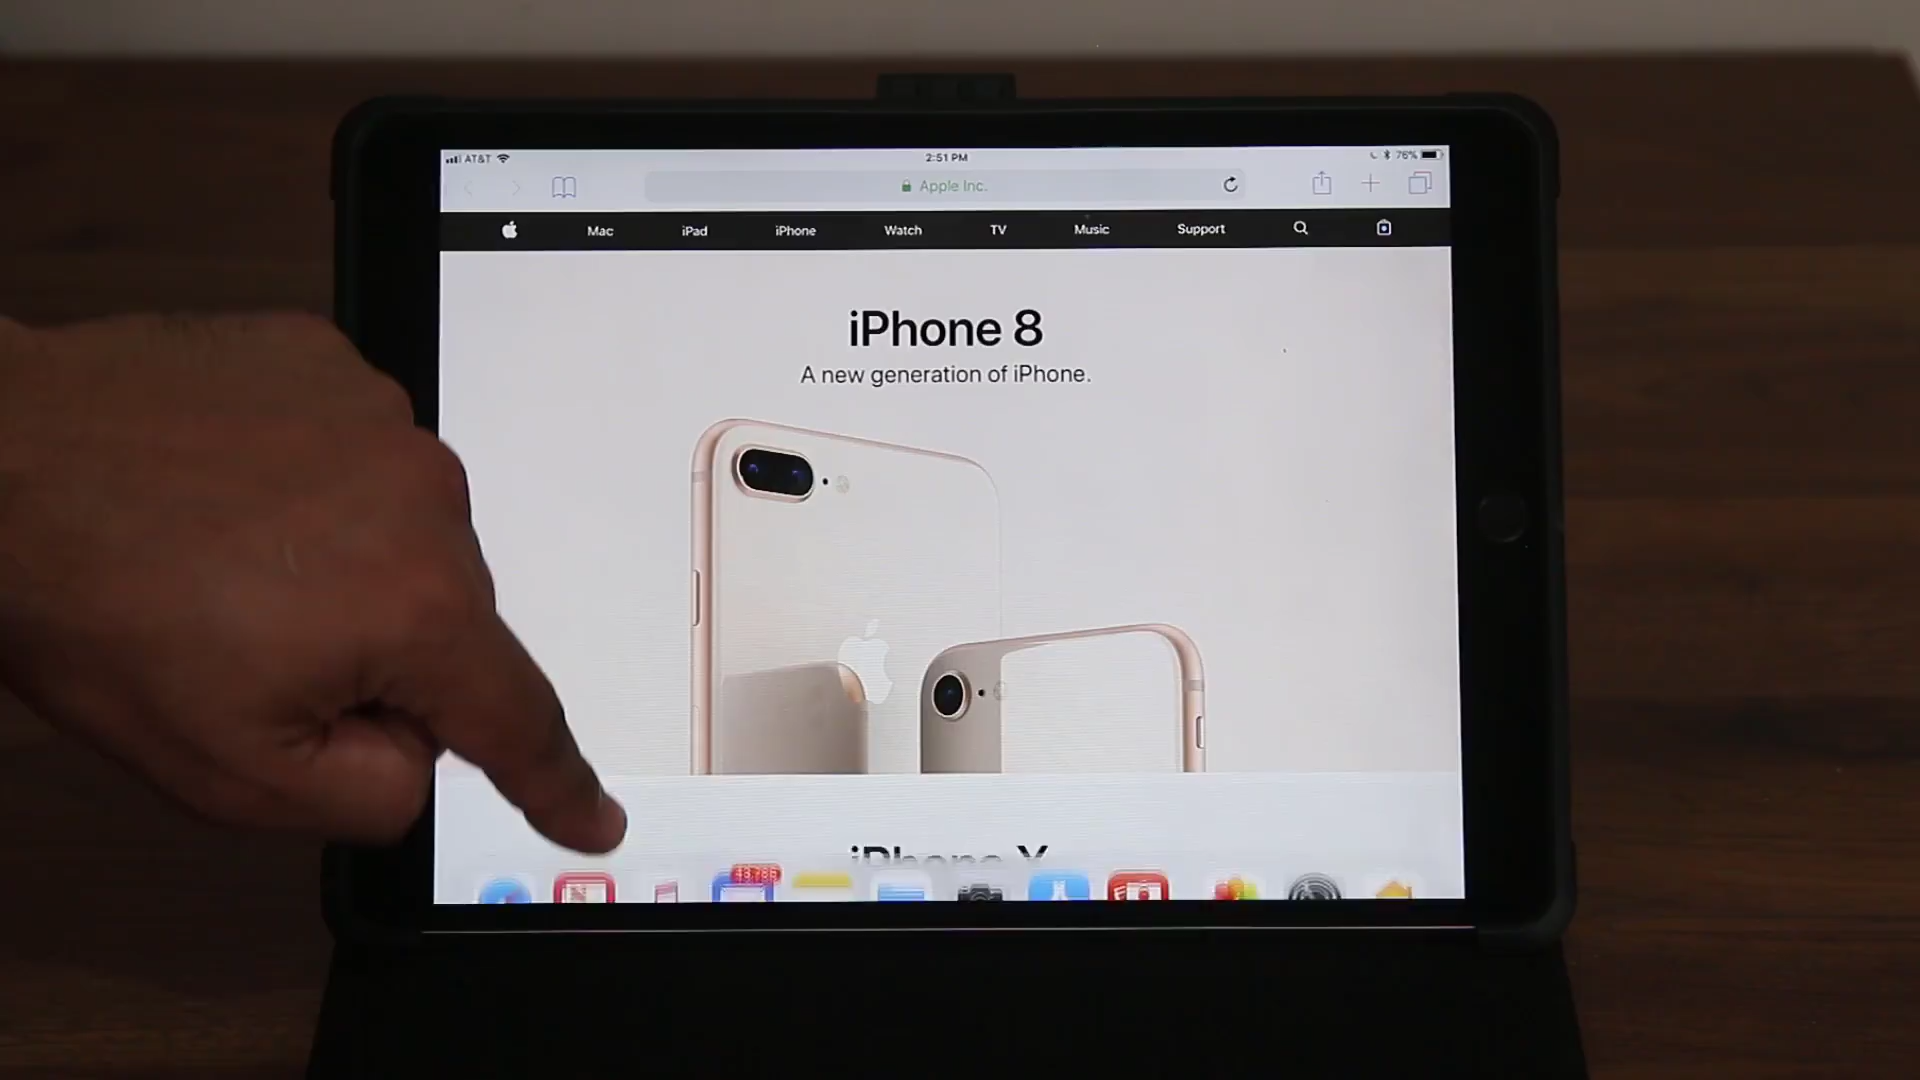 AT&T
2:51 PM
76%
Apple Inc.
Mac iPad iPhone Watch TV Music Support
iPhone 8
A new generation of iPhone.
iPhone X